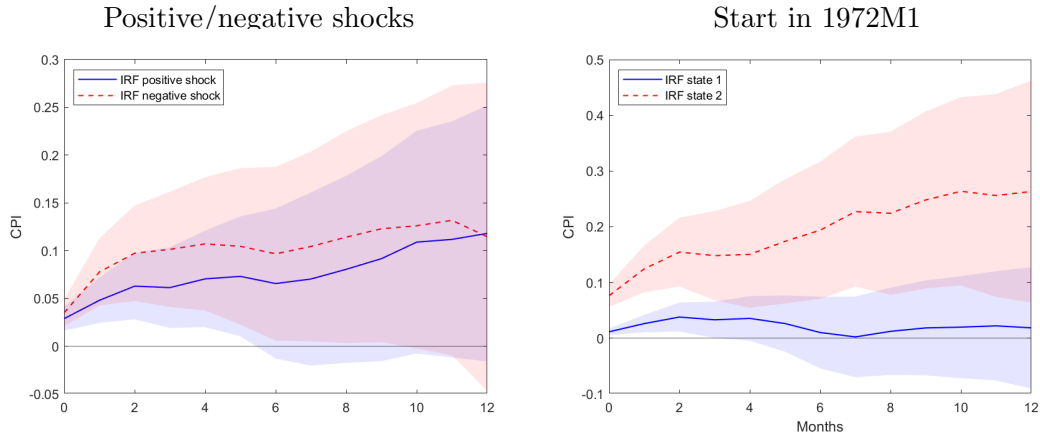 Positive/negative shocks
0.3
0.25
0.2
0.15
0.1
0.05
0
-0.05
CPI
IRF positive shock
IRF negative shock
0 2 4 6 8 10 12
Start in 1972M1
0.5
0.4
0.3
0.2
0.1
0
-0.1
CPI
IRF state 1
IRF state 2
0 2 4 6 8 10 12
Months